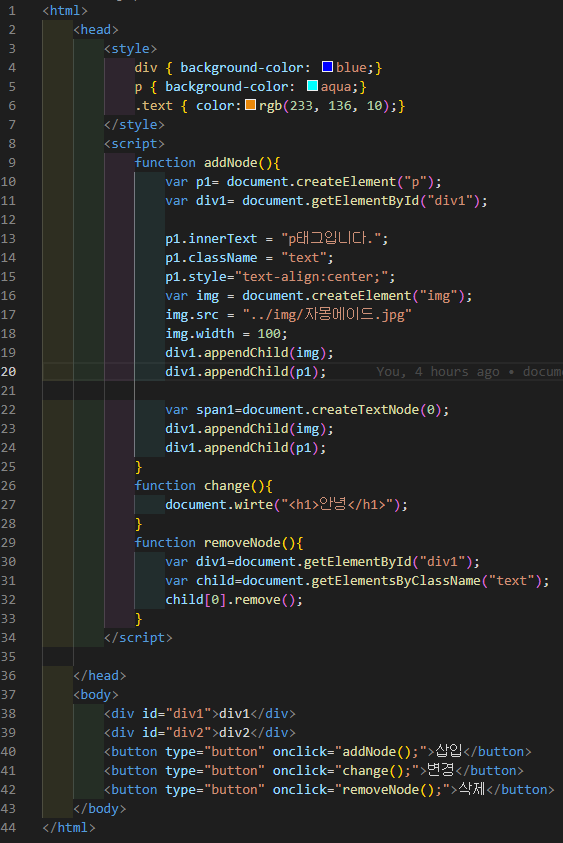 1 <html>
2 <head>
3 <style>
4 div { background-color: blue;}
5 p { background-color: aqua;}
6 .text { color: rgb(233, 136, 10);}
7 </style>
8 <script>
9 function addNode(){
10 var p1= document.createElement("p");
11 var div1= document.getElementById("div1");
12
13 p1.innerText = "p태그입니다.";
14 p1.className = "text";
15 p1.style="text-align:center;";
16 var img = document.createElement("img");
17 img.src = "../img/자몽에이드.jpg"
18 img.width = 100;
19 div1.appendChild(img);
20 div1.appendChild(p1); You, 4 hours ago • docum
21
22 var span1=document.createTextNode(0);
23 div1.appendChild(img);
24 div1.appendChild(p1);
25 }
26 function change(){
27 document.wirte("<h1>안녕</h1>");
28 }
29 function removeNode(){
30 var div1=document.getElementById("div1");
31 var child=document.getElementsByClassName("text");
32 child[0].remove();
33 }
34 </script>
35
36 </head>
37 <body>
38 <div id="div1">div1</div>
39 <div id="div2">div2</div>
40 <button type="button" onclick="addNode();">삽입</button>
41 <button type="button" onclick="change();">변경</button>
42 <button type="button" onclick="removeNode();">삭제</button>
43 </body>
44 </html>